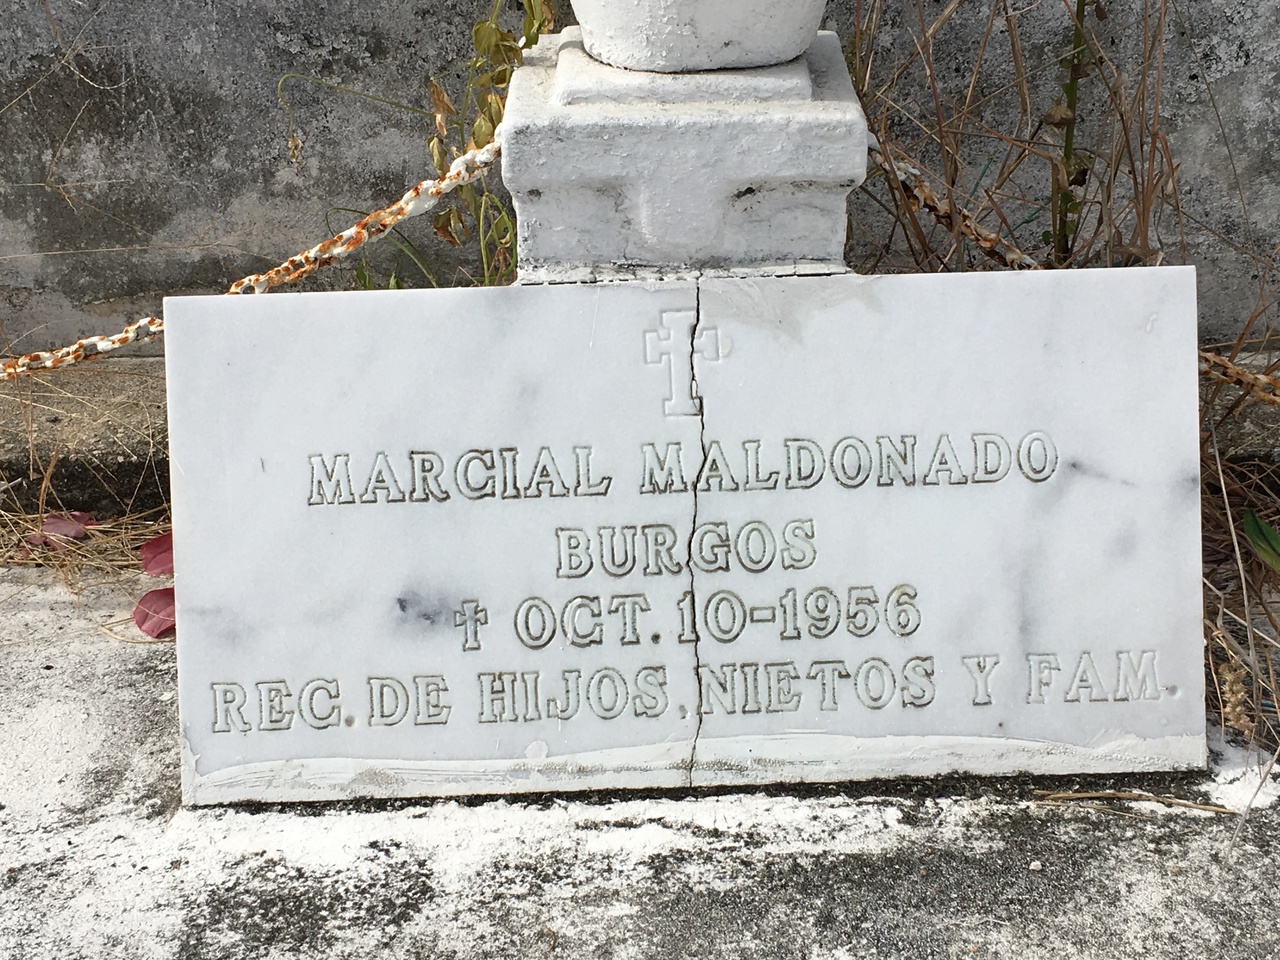 MARCIAL MALDONADO
BURGOS
✝ OCT. 10-1956
REC. DE HIJOS, NIETOS Y FAM.